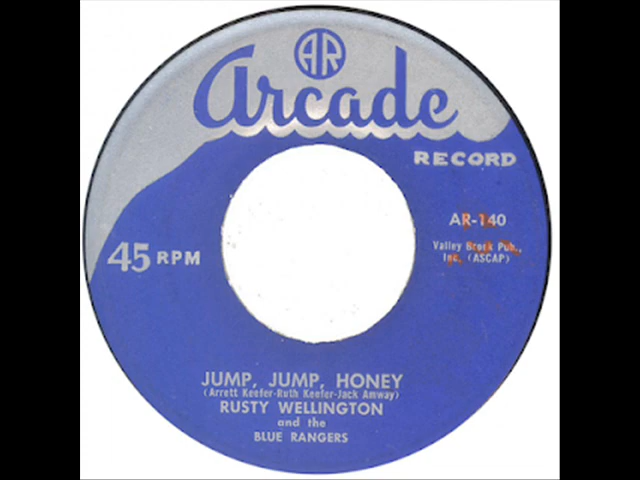 AR
Arcade
RECORD
AR-140
Valley Brook Pub.,
Inc. (ASCAP)
45 RPM
JUMP, JUMP, HONEY
(Arrett Keefer-Ruth Keefer-Jack Amway)
RUSTY WELLINGTON
and the
BLUE RANGERS